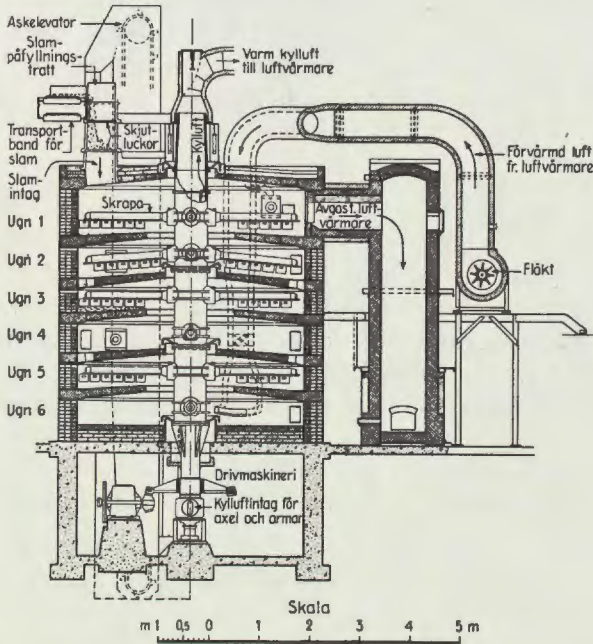 Askelevator
Slam-
påfyllnings-
tratt
Varm kylluft
till luftvärmare
Transport-
band för
slam
Skjut-
luckor
Kylluft
Förvärmd luft
fr. luftvärmare
Slam-
intag
Skrapa
Avgast. luft-
värmare
Ugn 1
Ugn 2
Fläkt
Ugn 3
Ugn 4
Ugn 5
Ugn 6
Drivmaskineri
Kylluftintag för
axel och armar
Skala
m 1 0,5 0 1 2 3 4 5 m